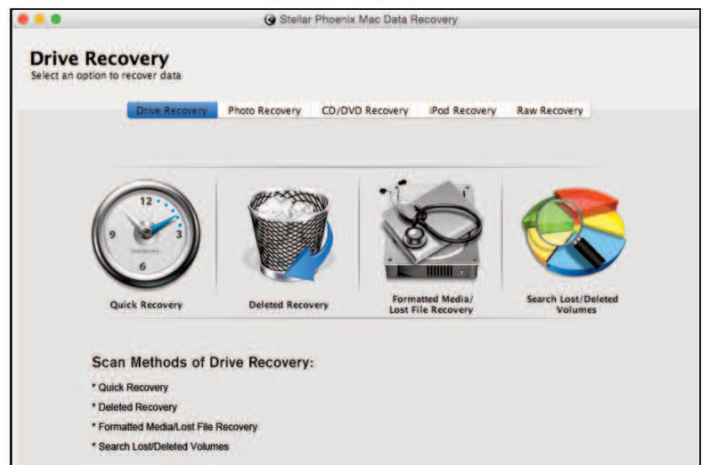 Stellar Phoenix Mac Data Recovery
Drive Recovery
Select an option to recover data
Drive Recovery Photo Recovery CD/DVD Recovery iPod Recovery Raw Recovery
12
9 3
6
Quick Recovery Deleted Recovery Formatted Media/ Search Lost/Deleted
Lost File Recovery Volumes
Scan Methods of Drive Recovery:
* Quick Recovery
* Deleted Recovery
* Formatted Media/Lost File Recovery
* Search Lost/Deleted Volumes